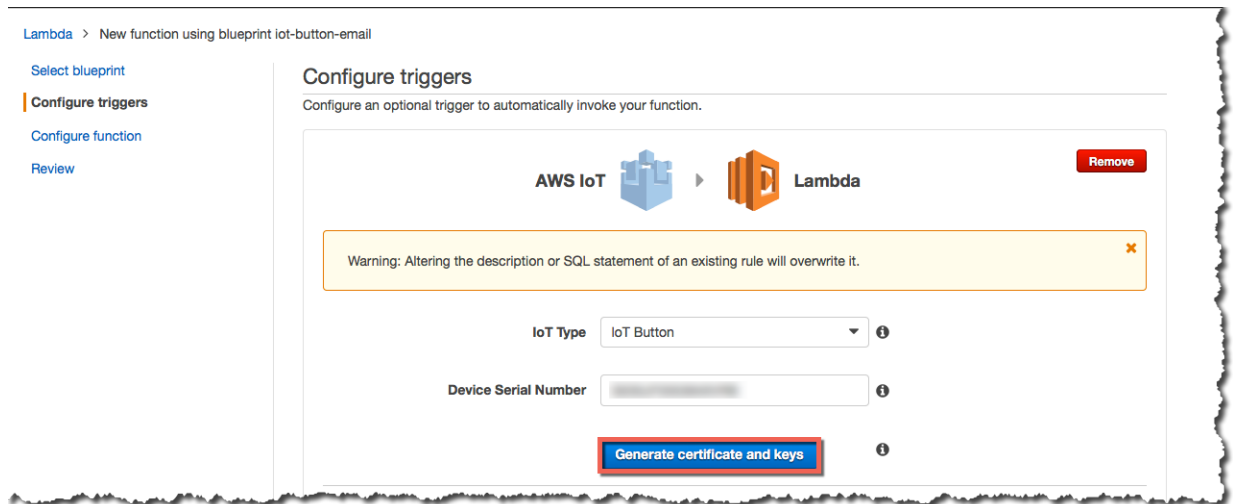 Lambda > New function using blueprint iot-button-email
Select blueprint
Configure triggers
Configure function
Review
Configure triggers
Configure an optional trigger to automatically invoke your function.
AWS IoT
Lambda
Remove
Warning: Altering the description or SQL statement of an existing rule will overwrite it.
IoT Type
IoT Button
Device Serial Number
Generate certificate and keys